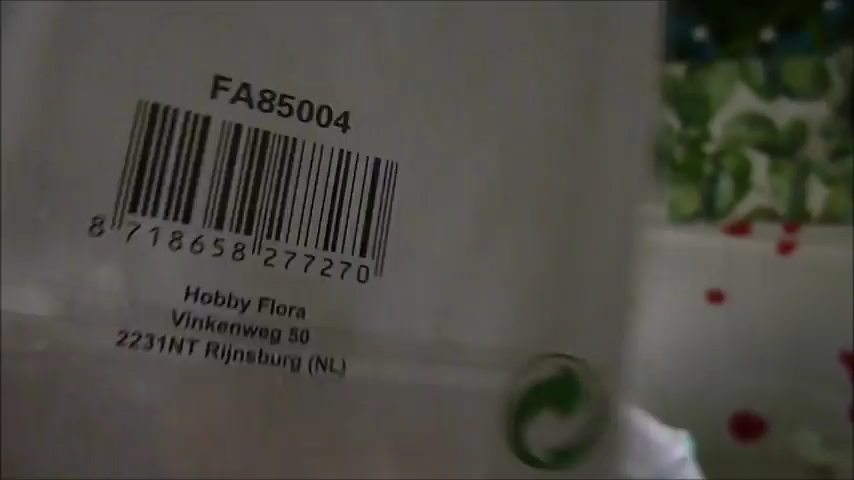 FA85004
8 718658 277270
Hobby Flora
Vinkenweg 50
2231NT Rijnsburg (NL)